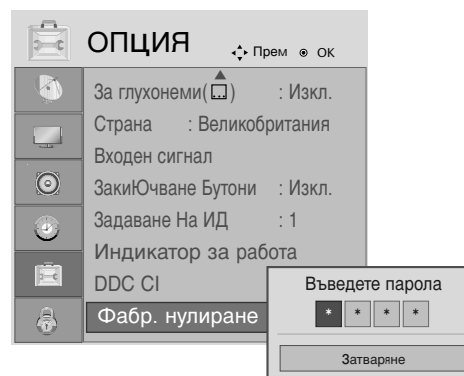 ОПЦИЯ Прем ОК
За глухонеми( ) : Изкл.
Страна : Великобритания
Входен сигнал
ЗакиЮчване Бутони : Изкл.
Задаване На ИД : 1
Индикатор за работа
DDC CI
Фабр. нулиране
Въведете парола
* * * *
Затваряне